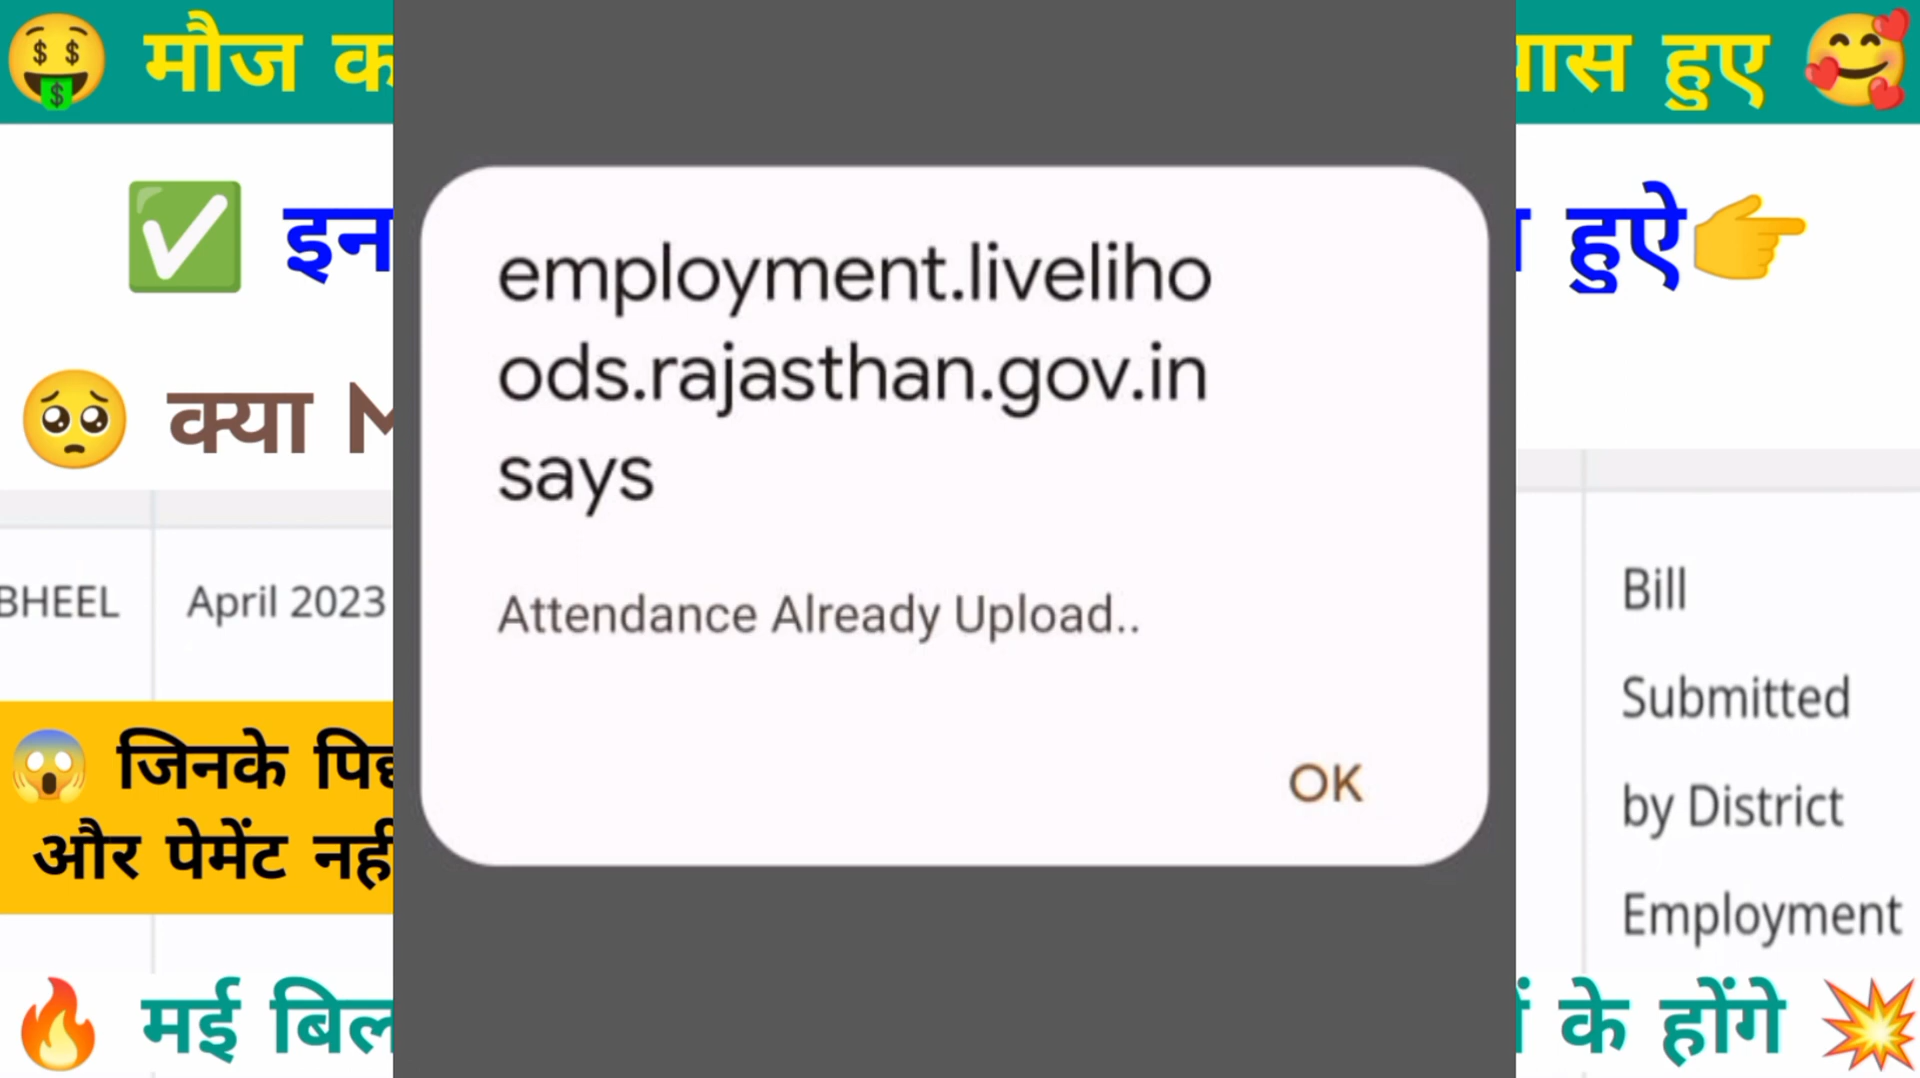 मौज क
पास हुए
इन
हुऐ
क्या
BHEEL April 2023
जिनके
और पेमेंट
मई बिल
के होंगे
employment.liveliho
ods.rajasthan.gov.in
says
Attendance Already Upload..
OK
Bill
Submitted
by District
Employment